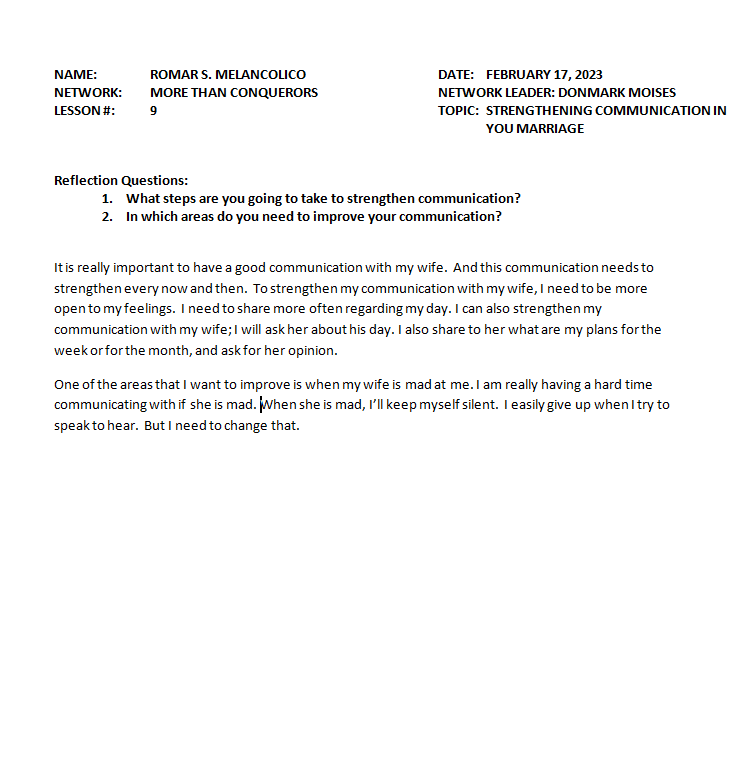 NAME: ROMAR S. MELANCOLICO DATE: FEBRUARY 17, 2023
NETWORK: MORE THAN CONQUERORS NETWORK LEADER: DONMARK MOISES
LESSON #: 9 TOPIC: STRENGTHENING COMMUNICATION IN
YOU MARRIAGE
Reflection Questions:
1. What steps are you going to take to strengthen communication?
2. In which areas do you need to improve your communication?
It is really important to have a good communication with my wife. And this communication needs to
strengthen every now and then. To strengthen my communication with my wife, I need to be more
open to my feelings. I need to share more often regarding my day. I can also strengthen my
communication with my wife; I will ask her about his day. I also share to her what are my plans for the
week or for the month, and ask for her opinion.
One of the areas that I want to improve is when my wife is mad at me. I am really having a hard time
communicating with if she is mad. When she is mad, I’ll keep myself silent. I easily give up when I try to
speak to hear. But I need to change that.